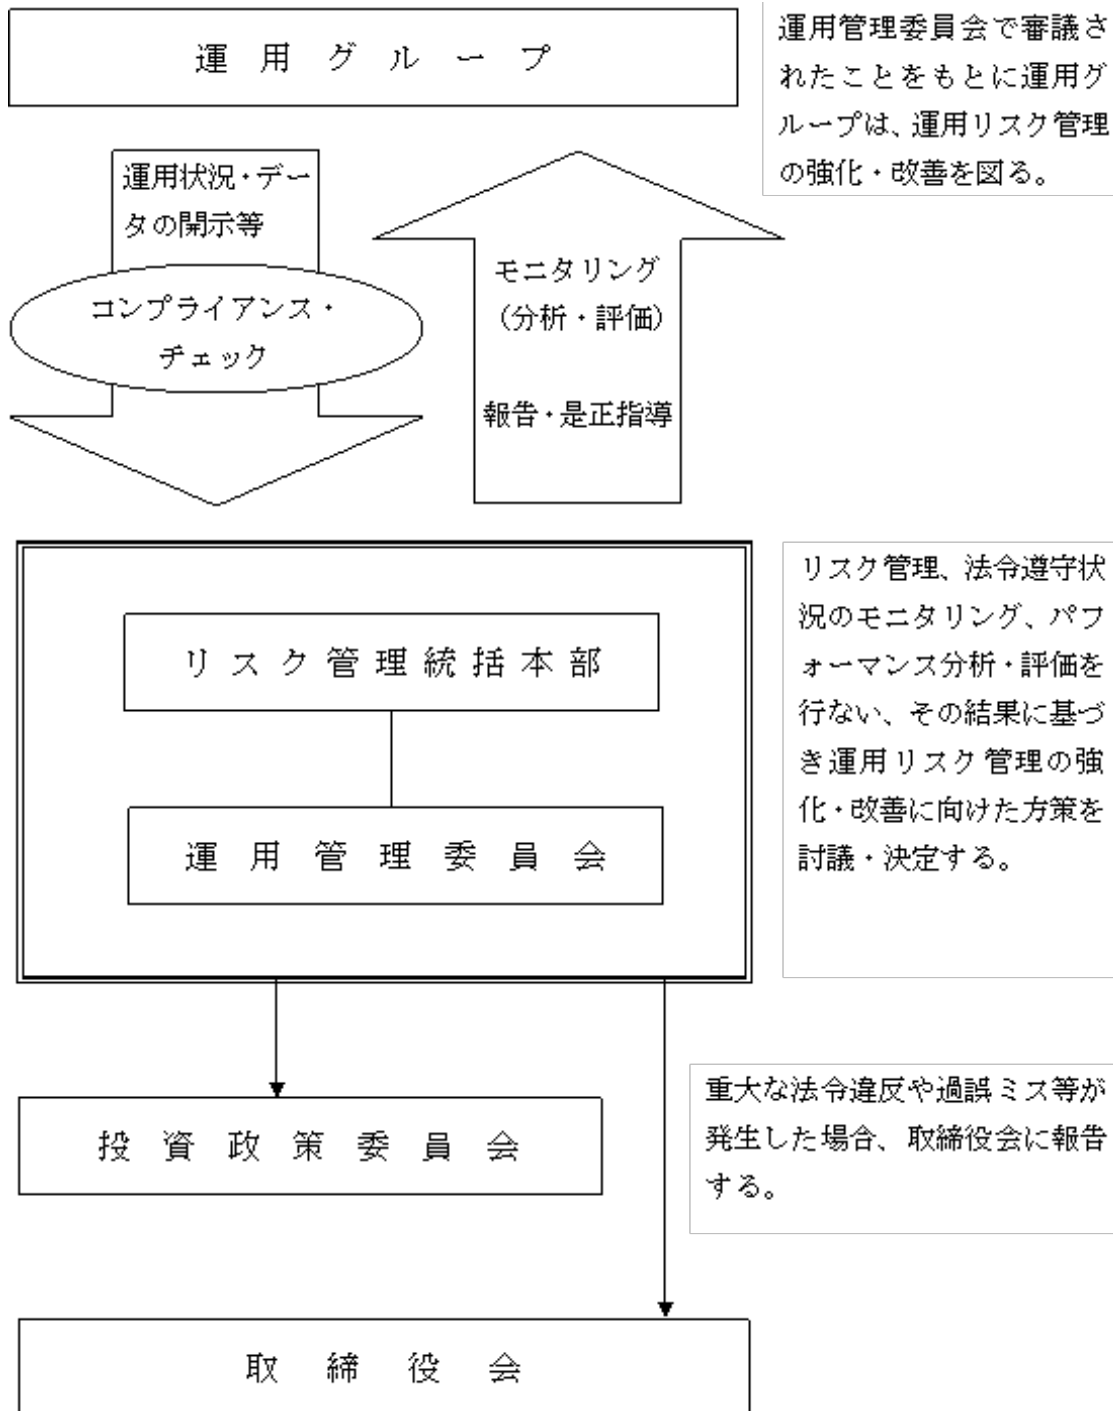 運用グループ
運用管理委員会で審議さ
れたことをもとに運用グ
ループは、運用リスク管理
の強化・改善を図る。
運用状況・デー
タの開示等
コンプライアンス・
チェック
モニタリング
（分析・評価）
報告・是正指導
リスク管理統括本部
運用管理委員会
リスク管理、法令遵守状
況のモニタリング、パフ
ォーマンス分析・評価を
行ない、その結果に基づ
き運用リスク管理の強
化・改善に向けた方策を
討議・決定する。
投資政策委員会
重大な法令違反や過誤ミス等が
発生した場合、取締役会に報告
する。
取締役会